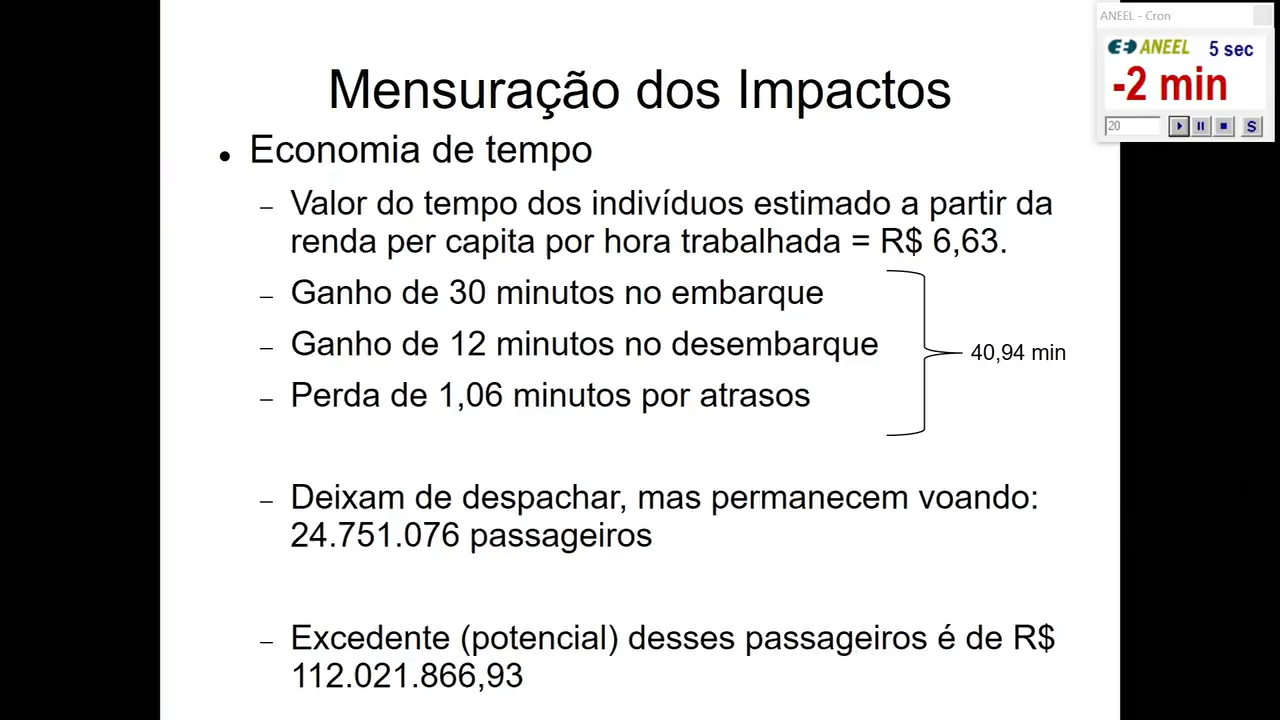 ANEEL - Cron
ANEEL 5 sec
-2 min
20
S
Mensuração dos Impactos
• Economia de tempo
– Valor do tempo dos indivíduos estimado a partir da
renda per capita por hora trabalhada = R$ 6,63.
– Ganho de 30 minutos no embarque
– Ganho de 12 minutos no desembarque
– Perda de 1,06 minutos por atrasos
40,94 min
– Deixam de despachar, mas permanecem voando:
24.751.076 passageiros
– Excedente (potencial) desses passageiros é de R$
112.021.866,93